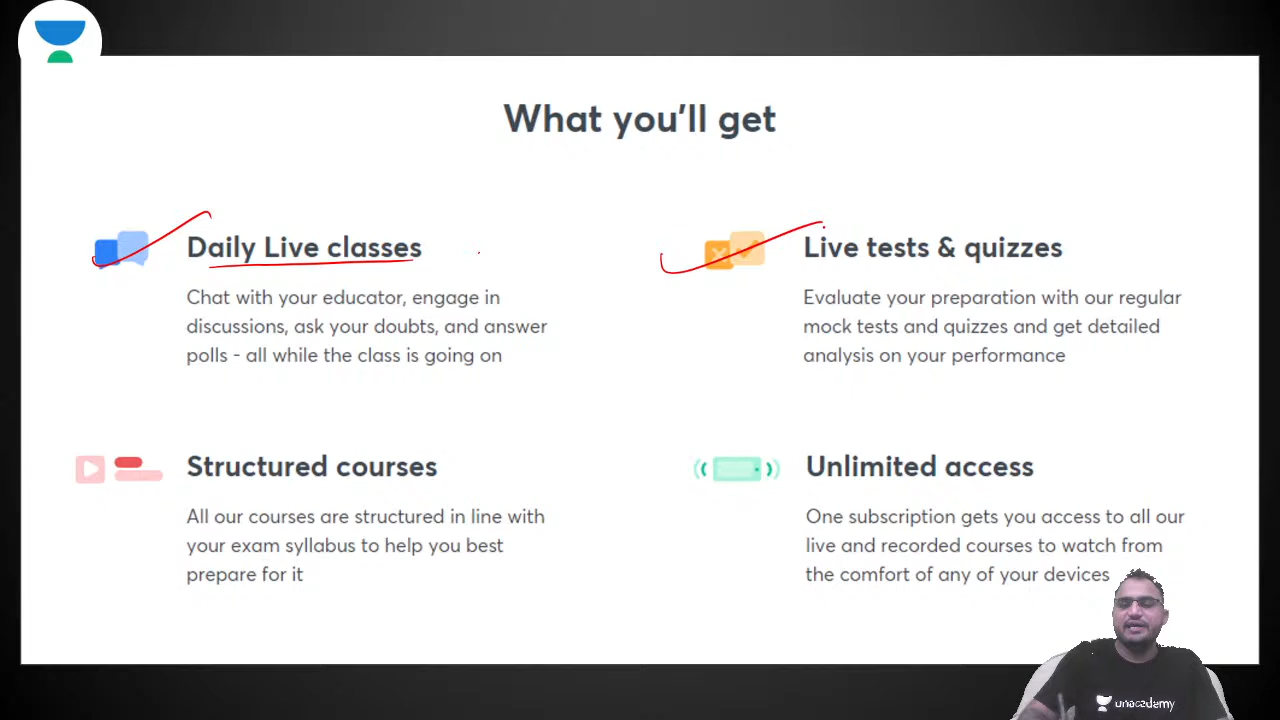 What you'll get
Daily Live classes
Chat with your educator, engage in
discussions, ask your doubts, and answer
polls - all while the class is going on
Live tests & quizzes
Evaluate your preparation with our regular
mock tests and quizzes and get detailed
analysis on your performance
Structured courses
All our courses are structured in line with
your exam syllabus to help you best
prepare for it
Unlimited access
One subscription gets you access to all our
live and recorded courses to watch from
the comfort of any of your devices
unacademy